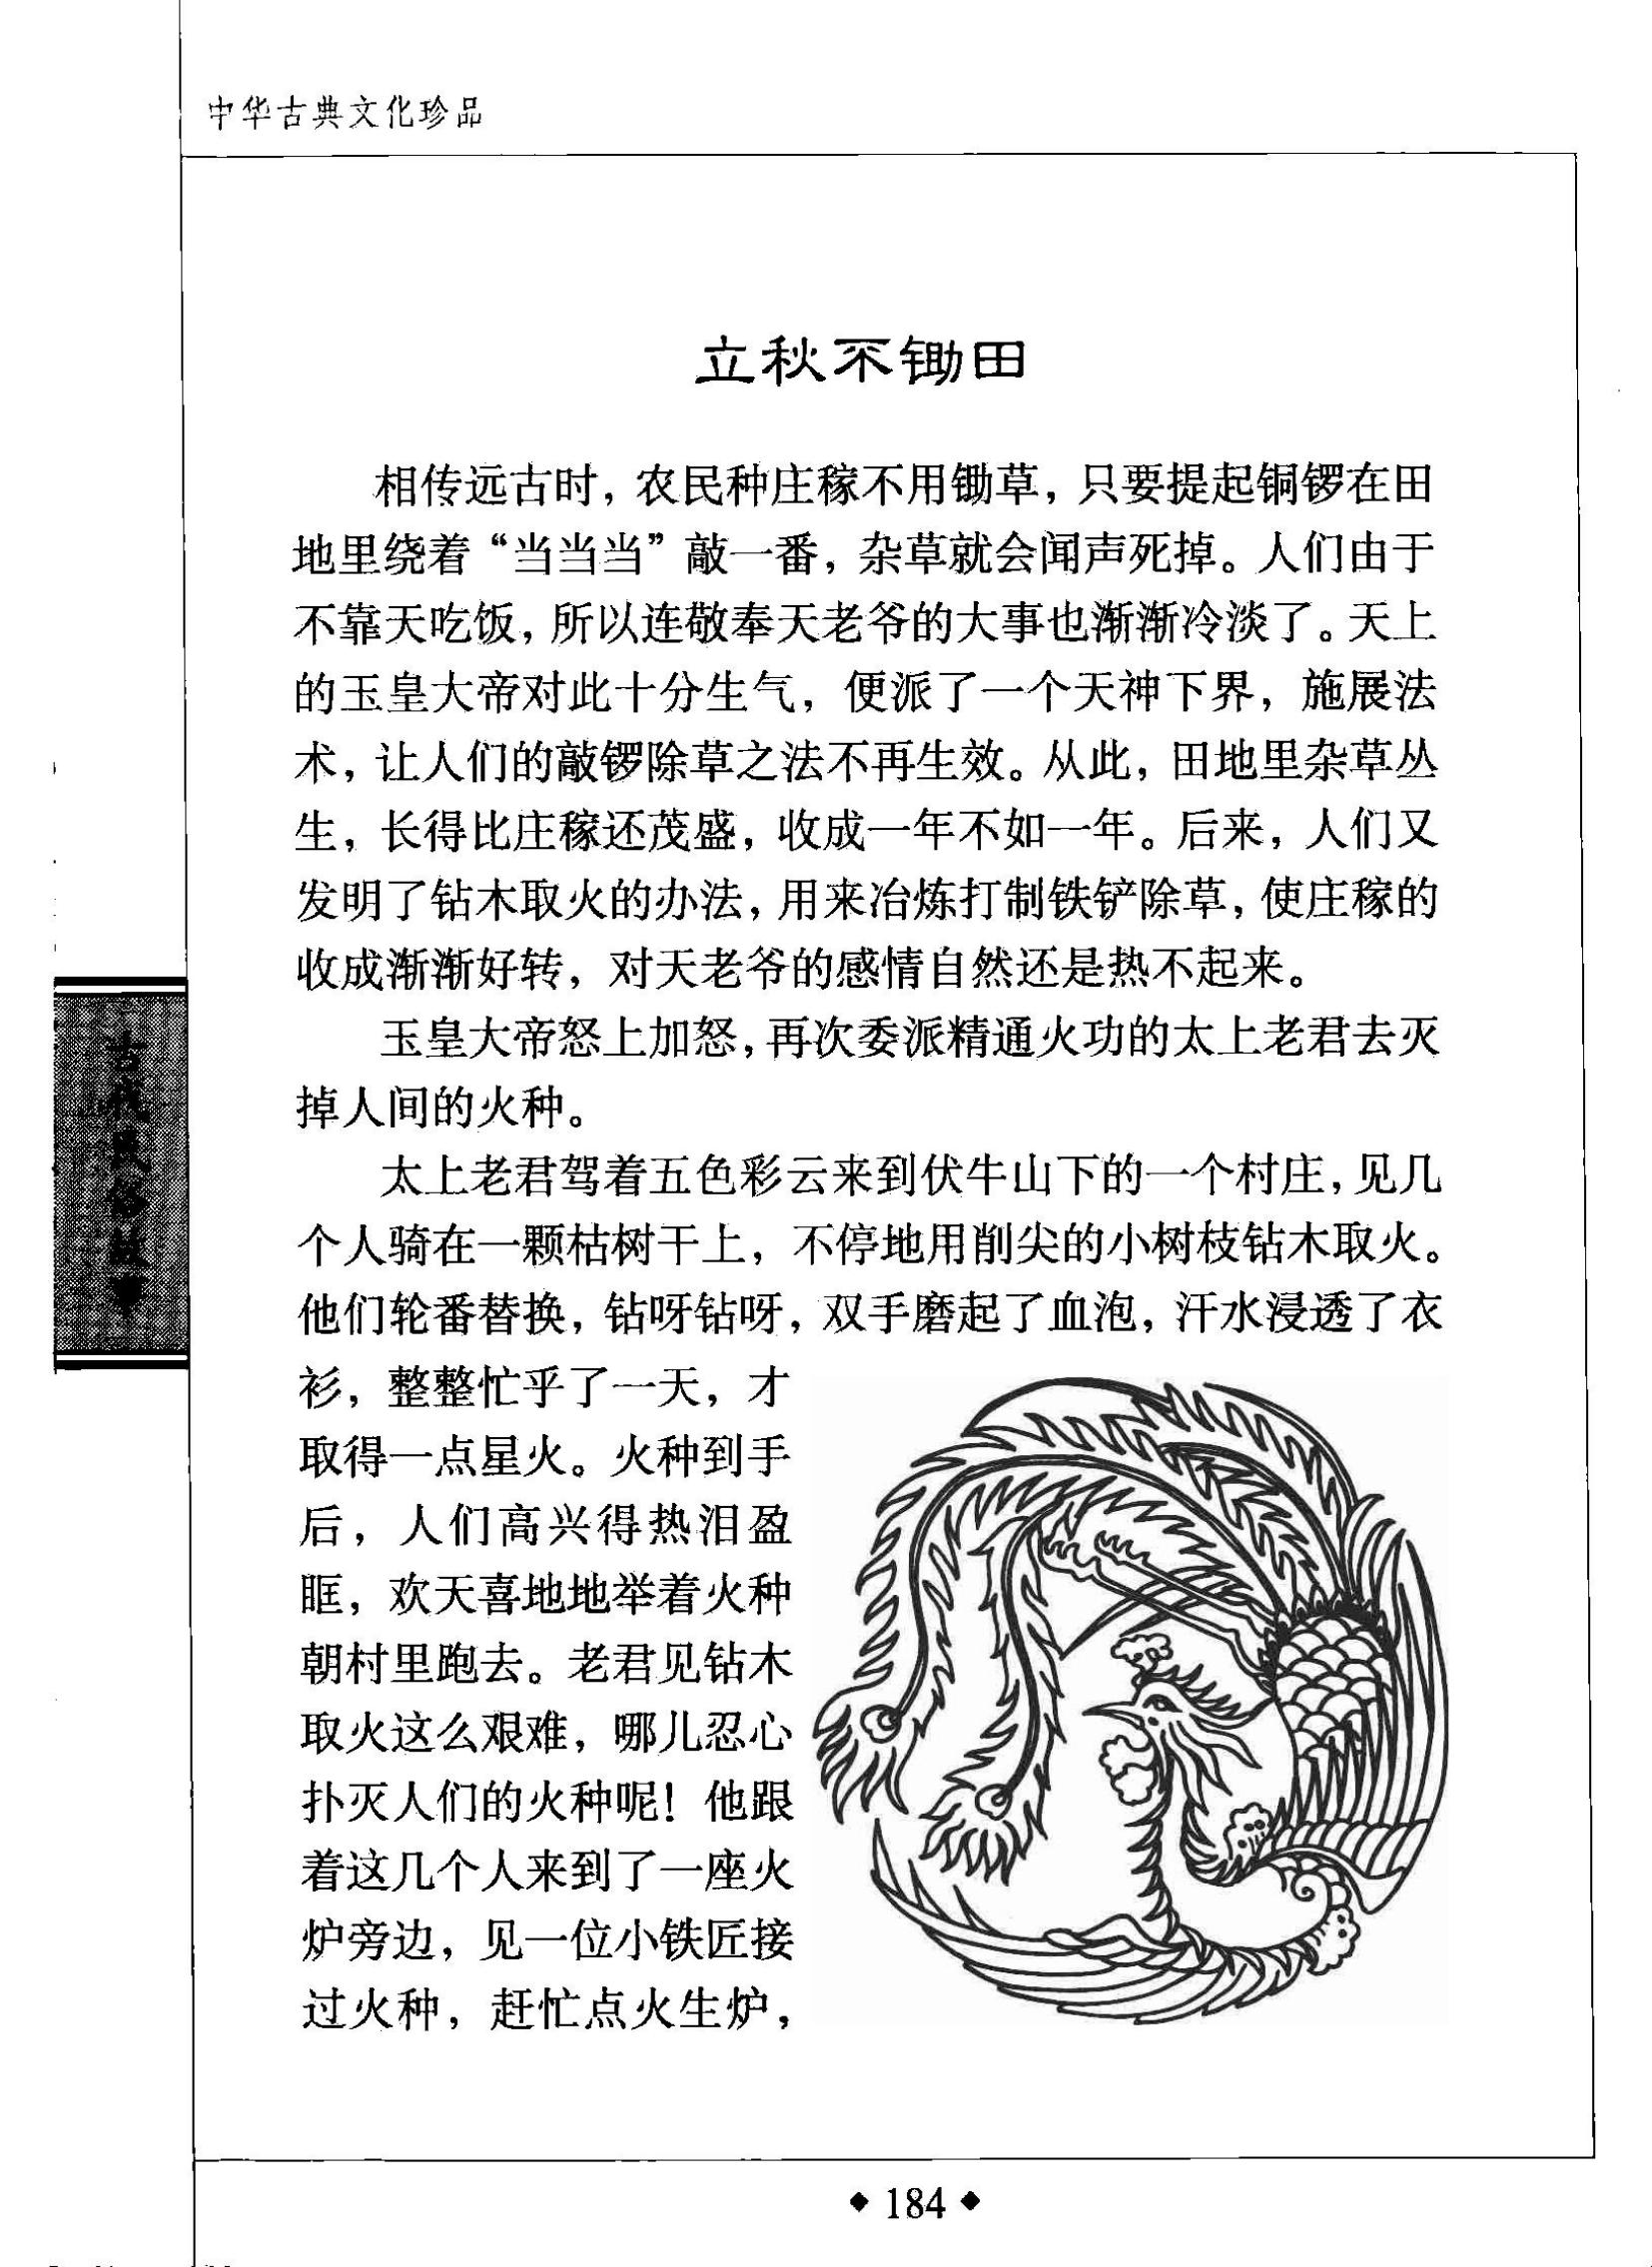 中华古典文化珍品
立秋不锄田
相传远古时，农民种庄稼不用锄草，只要提起铜锣在田
地里绕着“当当当”敲一番，杂草就会闻声死掉。人们由于
不靠天吃饭，所以连敬奉天老爷的大事也渐渐冷淡了。天上
的玉皇大帝对此十分生气，便派了一个天神下界，施展法
术，让人们的敲锣除草之法不再生效。从此，田地里杂草丛
生，长得比庄稼还茂盛，收成一年不如一年。后来，人们又
发明了钻木取火的办法，用来冶炼打制铁铲除草，使庄稼的
收成渐渐好转，对天老爷的感情自然还是热不起来。
玉皇大帝怒上加怒，再次委派精通火功的太上老君去灭
掉人间的火种。
太上老君驾着五色彩云来到伏牛山下的一个村庄，见几
个人骑在一颗枯树干上，不停地用削尖的小树枝钻木取火。
他们轮番替换，钻呀钻呀，双手磨起了血泡，汗水浸透了衣
衫，整整忙乎了一天，才
取得一点星火。火种到手
后，人们高兴得热泪盈
眶，欢天喜地地举着火种
朝村里跑去。老君见钻木
取火这么艰难，哪儿忍心
扑灭人们的火种呢！他跟
着这几个人来到了一座火
炉旁边，见一位小铁匠接
过火种，赶忙点火生炉，
古代民俗故事
◆ 184 ◆